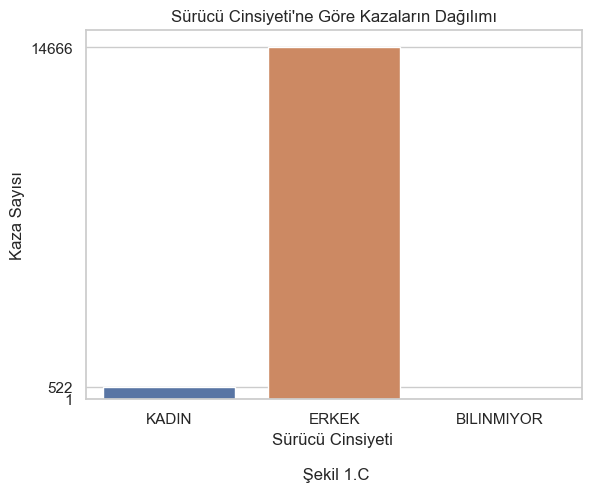 Sürücü Cinsiyeti'ne Göre Kazaların Dağılımı
14666
Kaza Sayısı
522
1
KADIN ERKEK BILINMIYOR
Sürücü Cinsiyeti
Şekil 1.C